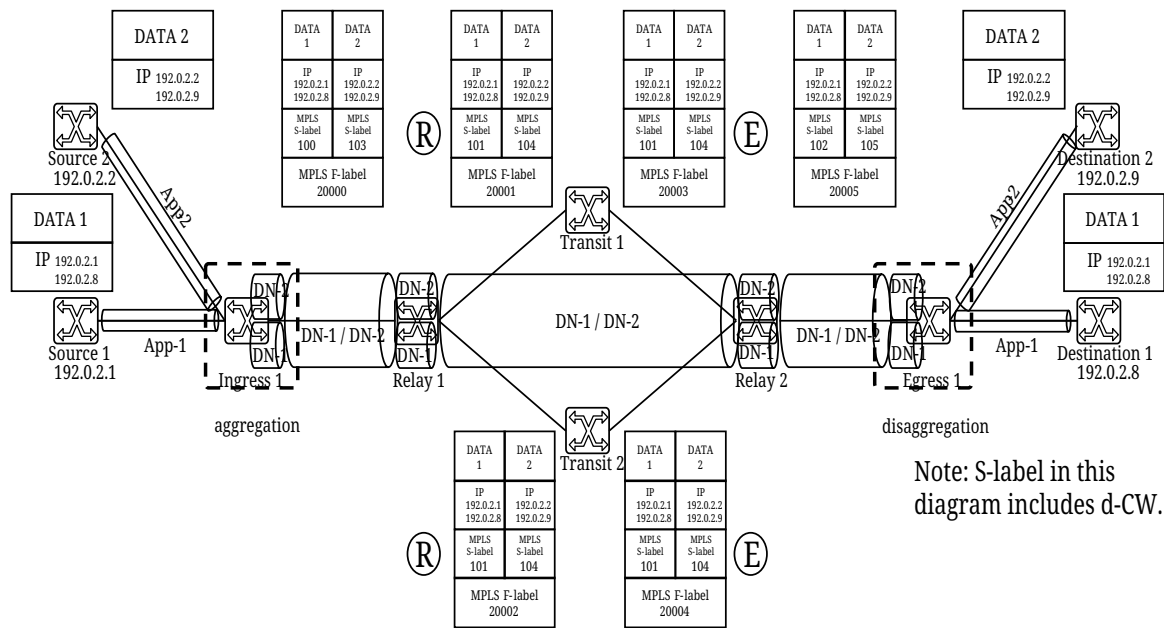 DATA 2
IP 192.0.2.2
192.0.2.9
DATA
1
DATA
2
IP
192.0.2.1
192.0.2.8
IP
192.0.2.2
192.0.2.9
MPLS
S-label
100
MPLS
S-label
103
MPLS F-label
20000
R
DATA
1
DATA
2
IP
192.0.2.1
192.0.2.8
IP
192.0.2.2
192.0.2.9
MPLS
S-label
101
MPLS
S-label
104
MPLS F-label
20001
DATA
1
DATA
2
IP
192.0.2.1
192.0.2.8
IP
192.0.2.2
192.0.2.9
MPLS
S-label
101
MPLS
S-label
104
MPLS F-label
20003
E
DATA
1
DATA
2
IP
192.0.2.1
192.0.2.8
IP
192.0.2.2
192.0.2.9
MPLS
S-label
102
MPLS
S-label
105
MPLS F-label
20005
DATA 2
IP 192.0.2.2
192.0.2.9
Source 2
192.0.2.2
App2
DATA 1
IP 192.0.2.1
192.0.2.8
Source 1
192.0.2.1
App-1
DN-2
DN-1
Ingress 1
aggregation
DN-1 / DN-2
DN-2
DN-1
Relay 1
Transit 1
DN-1 / DN-2
Transit 2
DN-2
DN-1
Relay 2
DN-1 / DN-2
DN-2
DN-1
Egress 1
disaggregation
App2
Destination 2
192.0.2.9
DATA 1
IP 192.0.2.1
192.0.2.8
App-1
Destination 1
192.0.2.8
R
DATA
1
DATA
2
IP
192.0.2.1
192.0.2.8
IP
192.0.2.2
192.0.2.9
MPLS
S-label
101
MPLS
S-label
104
MPLS F-label
20002
DATA
1
DATA
2
IP
192.0.2.1
192.0.2.8
IP
192.0.2.2
192.0.2.9
MPLS
S-label
101
MPLS
S-label
104
MPLS F-label
20004
E
Note: S-label in this
diagram includes d-CW.